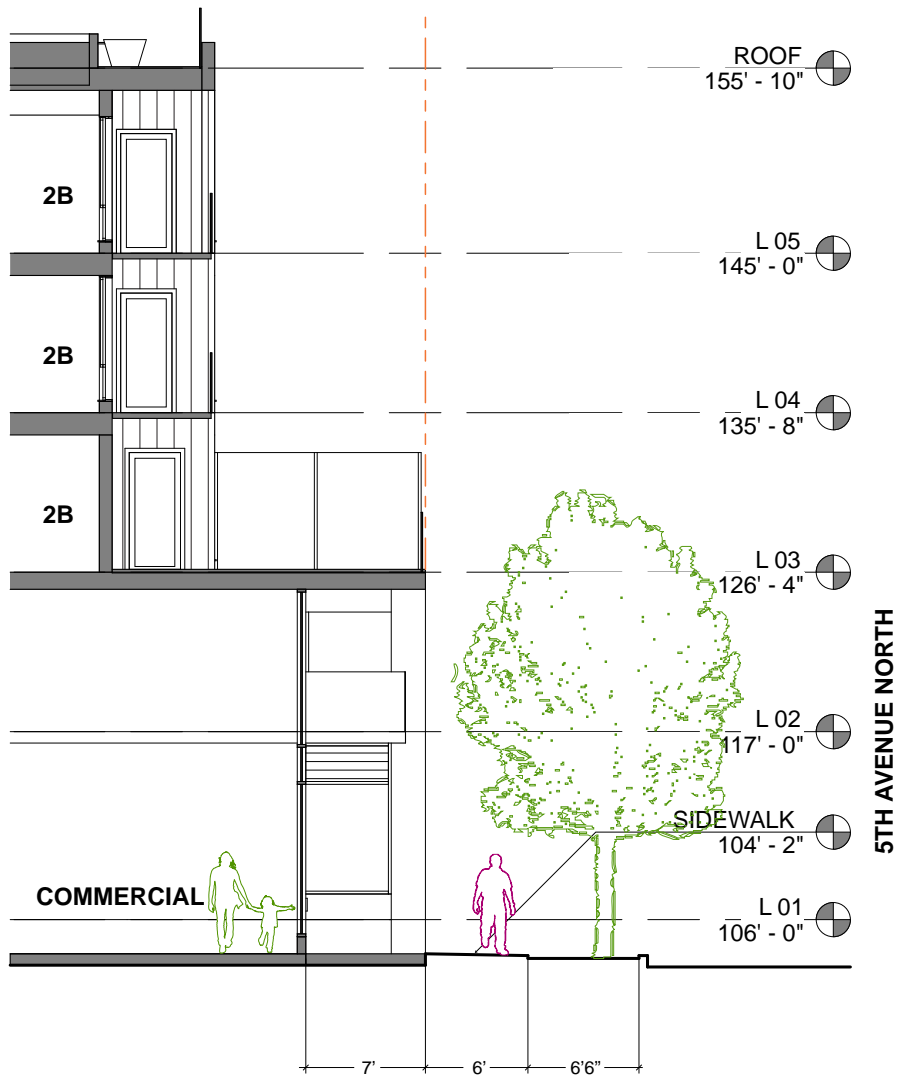 ROOF
155' - 10"
2B
L 05
145' - 0"
2B
L 04
135' - 8"
2B
L 03
126' - 4"
L 02
117' - 0"
SIDEWALK
104' - 2"
COMMERCIAL
L 01
106' - 0"
5TH AVENUE NORTH
7'
6'
6'6"